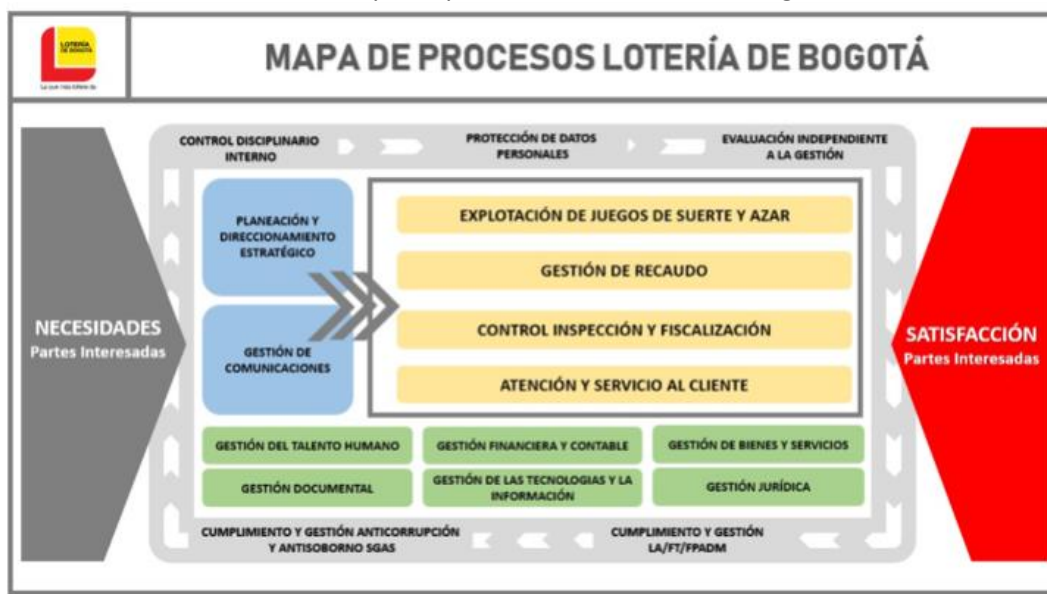 MAPA DE PROCESOS LOTERÍA DE BOGOTÁ
LOTERÍA
DE BOGOTÁ
CONTROL DISCIPLINARIO
INTERNO
PROTECCIÓN DE DATOS
PERSONALES
EVALUACIÓN INDEPENDIENTE
A LA GESTIÓN
NECESIDADES
Partes Interesadas
PLANEACIÓN Y
DIRECCIONAMIENTO
ESTRATÉGICO
GESTIÓN DE
COMUNICACIONES
EXPLOTACIÓN DE JUEGOS DE SUERTE Y AZAR
GESTIÓN DE RECAUDO
CONTROL INSPECCIÓN Y FISCALIZACIÓN
ATENCIÓN Y SERVICIO AL CLIENTE
SATISFACCIÓN
Partes Interesadas
GESTIÓN DEL TALENTO HUMANO
GESTIÓN FINANCIERA Y CONTABLE
GESTIÓN DE BIENES Y SERVICIOS
GESTIÓN DOCUMENTAL
GESTIÓN DE LAS TECNOLOGIAS Y LA
INFORMACIÓN
GESTIÓN JURÍDICA
CUMPLIMIENTO Y GESTIÓN ANTICORRUPCIÓN
Y ANTISOBORNO SGAS
CUMPLIMIENTO Y GESTIÓN
LA/FT/FPADM